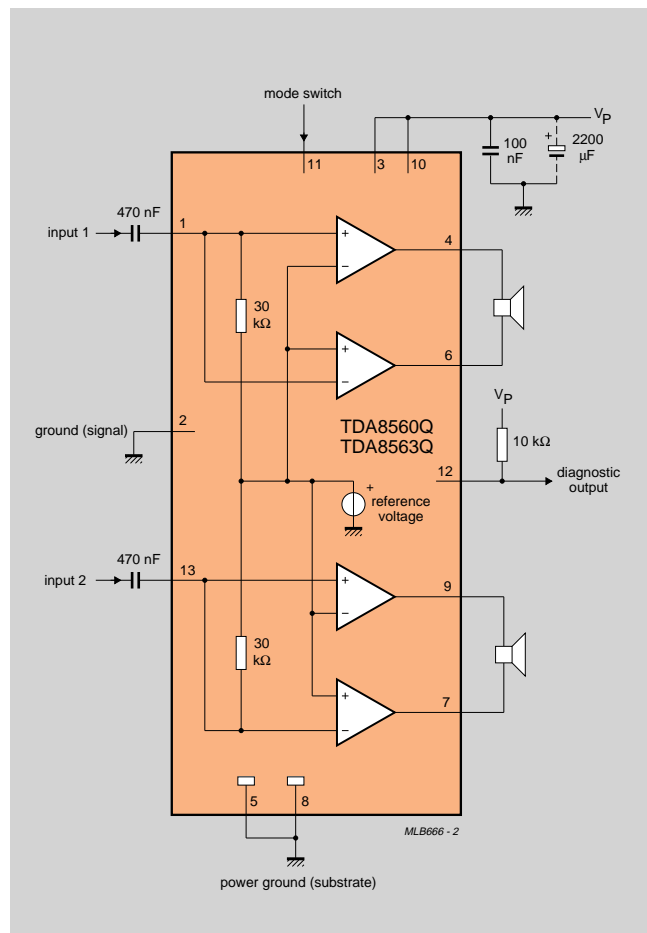 mode switch
V_P
100
nF
+
2200
µF
11
3
10
470 nF
input 1
1
+
−
4
30
kΩ
+
−
6
ground (signal)
2
TDA8560Q
TDA8563Q
V_P
10 kΩ
12
diagnostic
output
+
reference
voltage
470 nF
input 2
13
+
−
9
30
kΩ
+
−
7
5
8
MLB666 - 2
power ground (substrate)